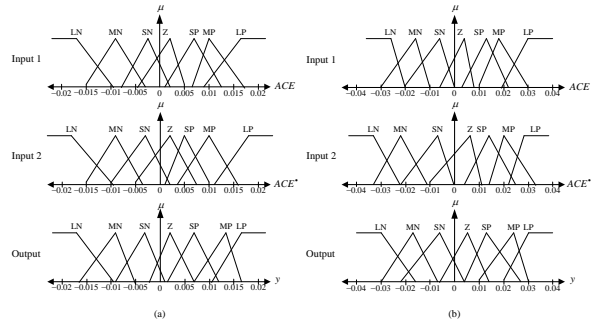 μ
LN MN SN Z SP MP LP
Input 1
−0.02 −0.015 −0.01 −0.005 0 0.005 0.01 0.015 0.02 ACE
μ
LN MN SN Z SP MP LP
Input 2
−0.02 −0.015 −0.01 −0.005 0 0.005 0.01 0.015 0.02 ACE•
μ
LN MN SN Z SP MP LP
Output
−0.02 −0.015 −0.01 −0.005 0 0.005 0.01 0.015 0.02 y
(a)
μ
LN MN SN Z SP MP LP
Input 1
−0.04 −0.03 −0.02 −0.01 0 0.01 0.02 0.03 0.04 ACE
μ
LN MN SN Z SP MP LP
Input 2
−0.04 −0.03 −0.02 −0.01 0 0.01 0.02 0.03 0.04 ACE•
μ
LN MN SN Z SP MP LP
Output
−0.04 −0.03 −0.02 −0.01 0 0.01 0.02 0.03 0.04 y
(b)